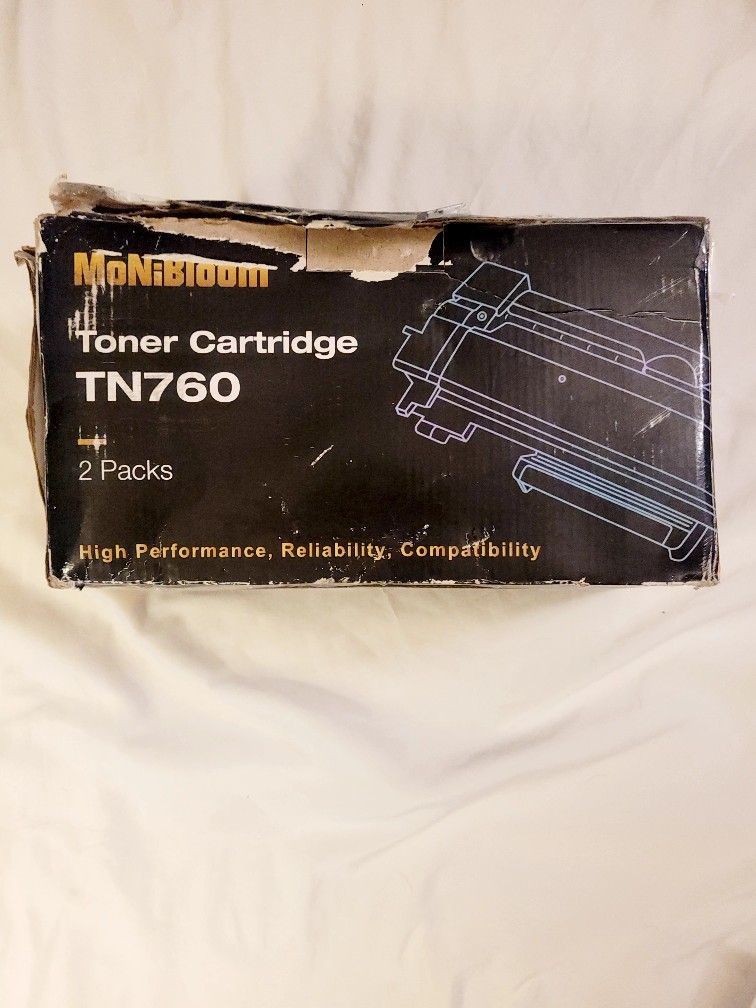 MoNiBloom
Toner Cartridge
TN760
2 Packs
High Performance, Reliability, Compatibility